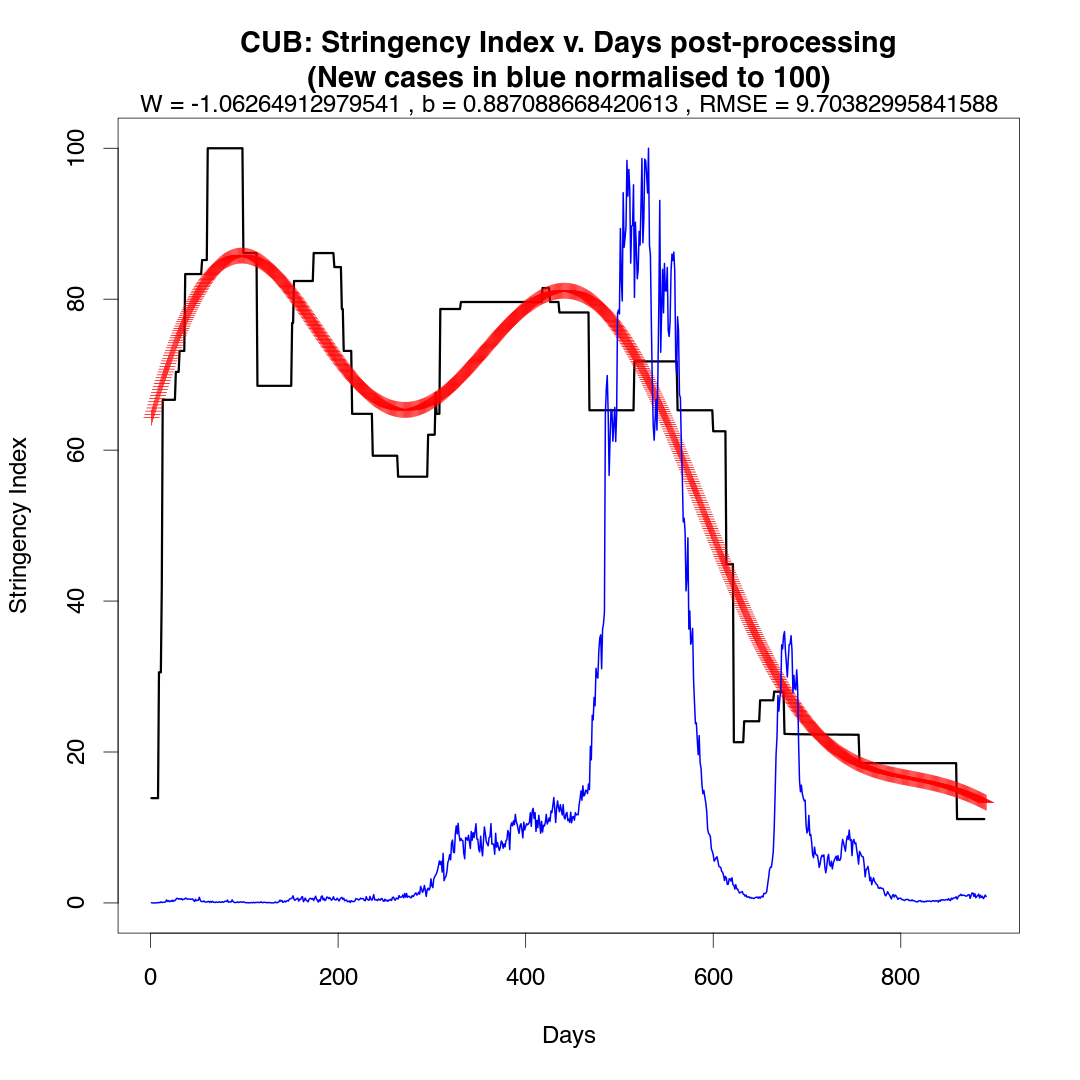 CUB: Stringency Index v. Days post-processing
(New cases in blue normalised to 100)
W = -1.06264912979541 , b = 0.887088668420613 , RMSE = 9.70382995841588
100
80
60
40
20
0
Stringency Index
0 200 400 600 800
Days